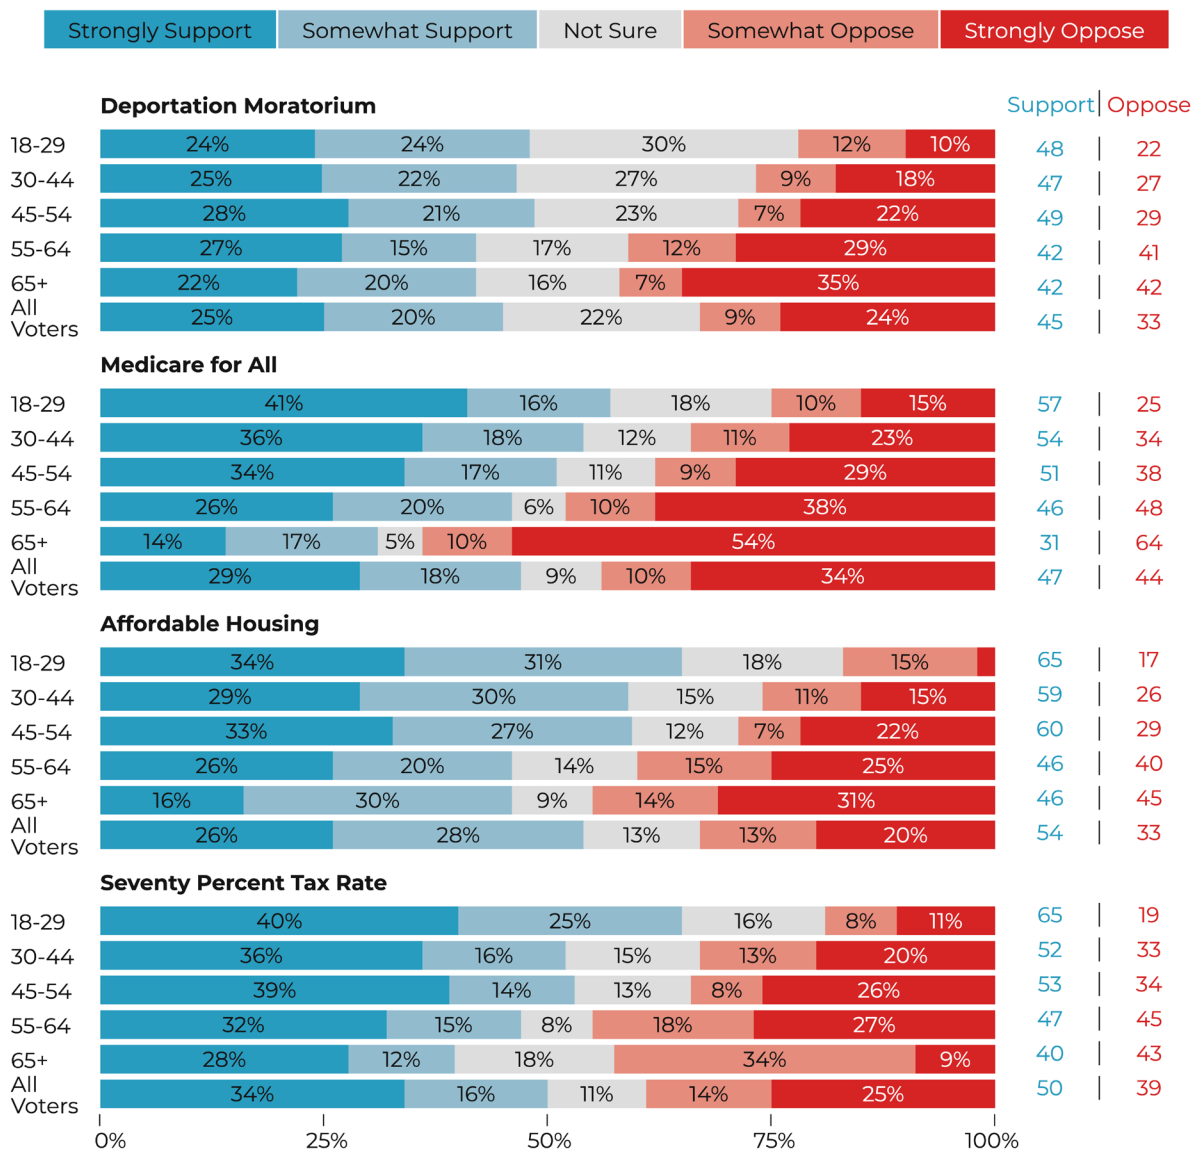 Strongly Support Somewhat Support Not Sure Somewhat Oppose Strongly Oppose
Deportation Moratorium Support | Oppose
18-29 24% 24% 30% 12% 10% 48 | 22
30-44 25% 22% 27% 9% 18% 47 | 27
45-54 28% 21% 23% 7% 22% 49 | 29
55-64 27% 15% 17% 12% 29% 42 | 41
65+ 22% 20% 16% 7% 35% 42 | 42
All
Voters 25% 20% 22% 9% 24% 45 | 33
Medicare for All
18-29 41% 16% 18% 10% 15% 57 | 25
30-44 36% 18% 12% 11% 23% 54 | 34
45-54 34% 17% 11% 9% 29% 51 | 38
55-64 26% 20% 6% 10% 38% 46 | 48
65+ 14% 17% 5% 10% 54% 31 | 64
All
Voters 29% 18% 9% 10% 34% 47 | 44
Affordable Housing
18-29 34% 31% 18% 15% 65 | 17
30-44 29% 30% 15% 11% 15% 59 | 26
45-54 33% 27% 12% 7% 22% 60 | 29
55-64 26% 20% 14% 15% 25% 46 | 40
65+ 16% 30% 9% 14% 31% 46 | 45
All
Voters 26% 28% 13% 13% 20% 54 | 33
Seventy Percent Tax Rate
18-29 40% 25% 16% 8% 11% 65 | 19
30-44 36% 16% 15% 13% 20% 52 | 33
45-54 39% 14% 13% 8% 26% 53 | 34
55-64 32% 15% 8% 18% 27% 47 | 45
65+ 28% 12% 18% 34% 9% 40 | 43
All
Voters 34% 16% 11% 14% 25% 50 | 39
0% 25% 50% 75% 100%